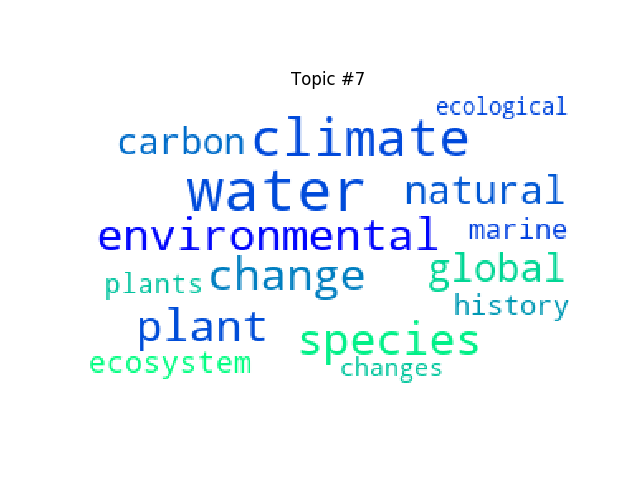 Topic #7
ecological
carbon climate
water natural
environmental marine
plants change global
history
plant species
ecosystem changes